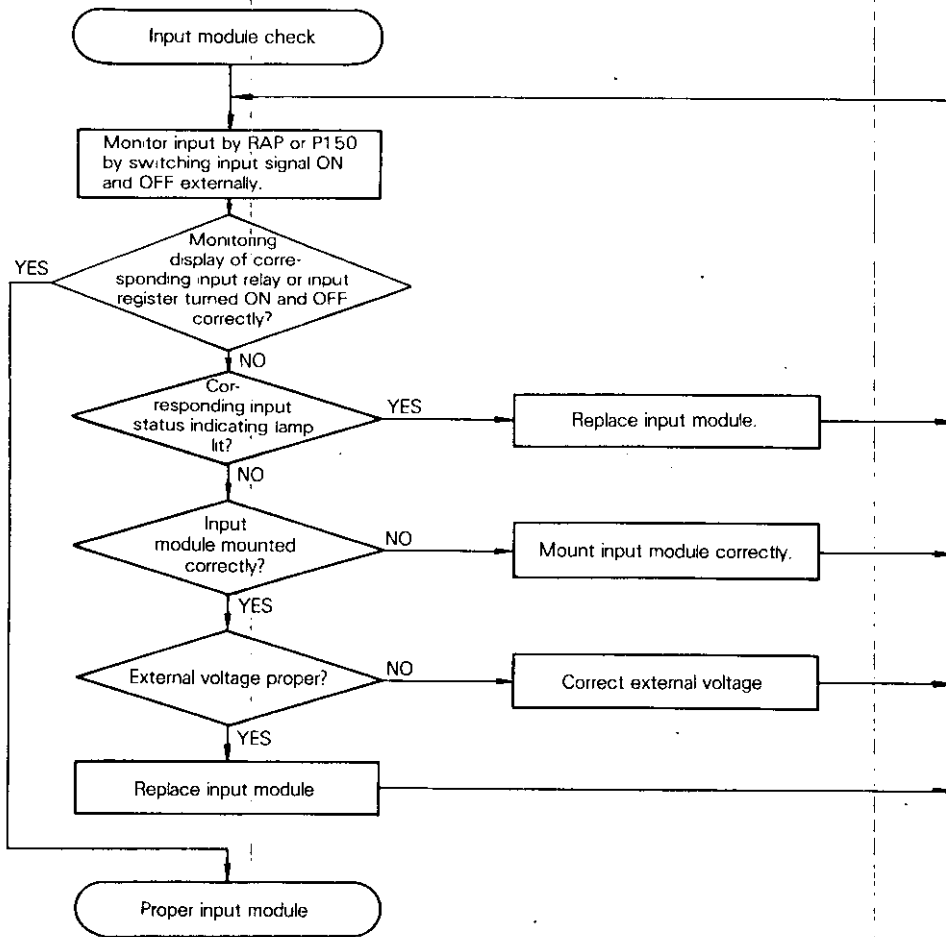 Input module check
Monitor input by RAP or P150
by switching input signal ON
and OFF externally.
Monitoring
display of corre-
sponding input relay or input
register turned ON and OFF
correctly?
YES
NO
Cor-
responding input
status indicating lamp
lit?
YES
Replace input module.
NO
Input
module mounted
correctly?
NO
Mount input module correctly.
YES
External voltage proper?
NO
Correct external voltage
YES
Replace input module
Proper input module